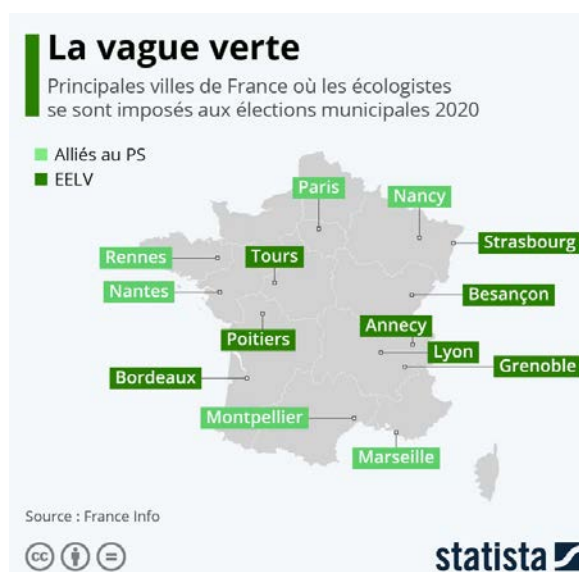 La vague verte
Principales villes de France où les écologistes
se sont imposés aux élections municipales 2020
Alliés au PS
EELV
Paris
Nancy
Strasbourg
Rennes
Tours
Nantes
Besançon
Annecy
Poitiers
Lyon
Grenoble
Bordeaux
Montpellier
Marseille
Source : France Info
cc
statista